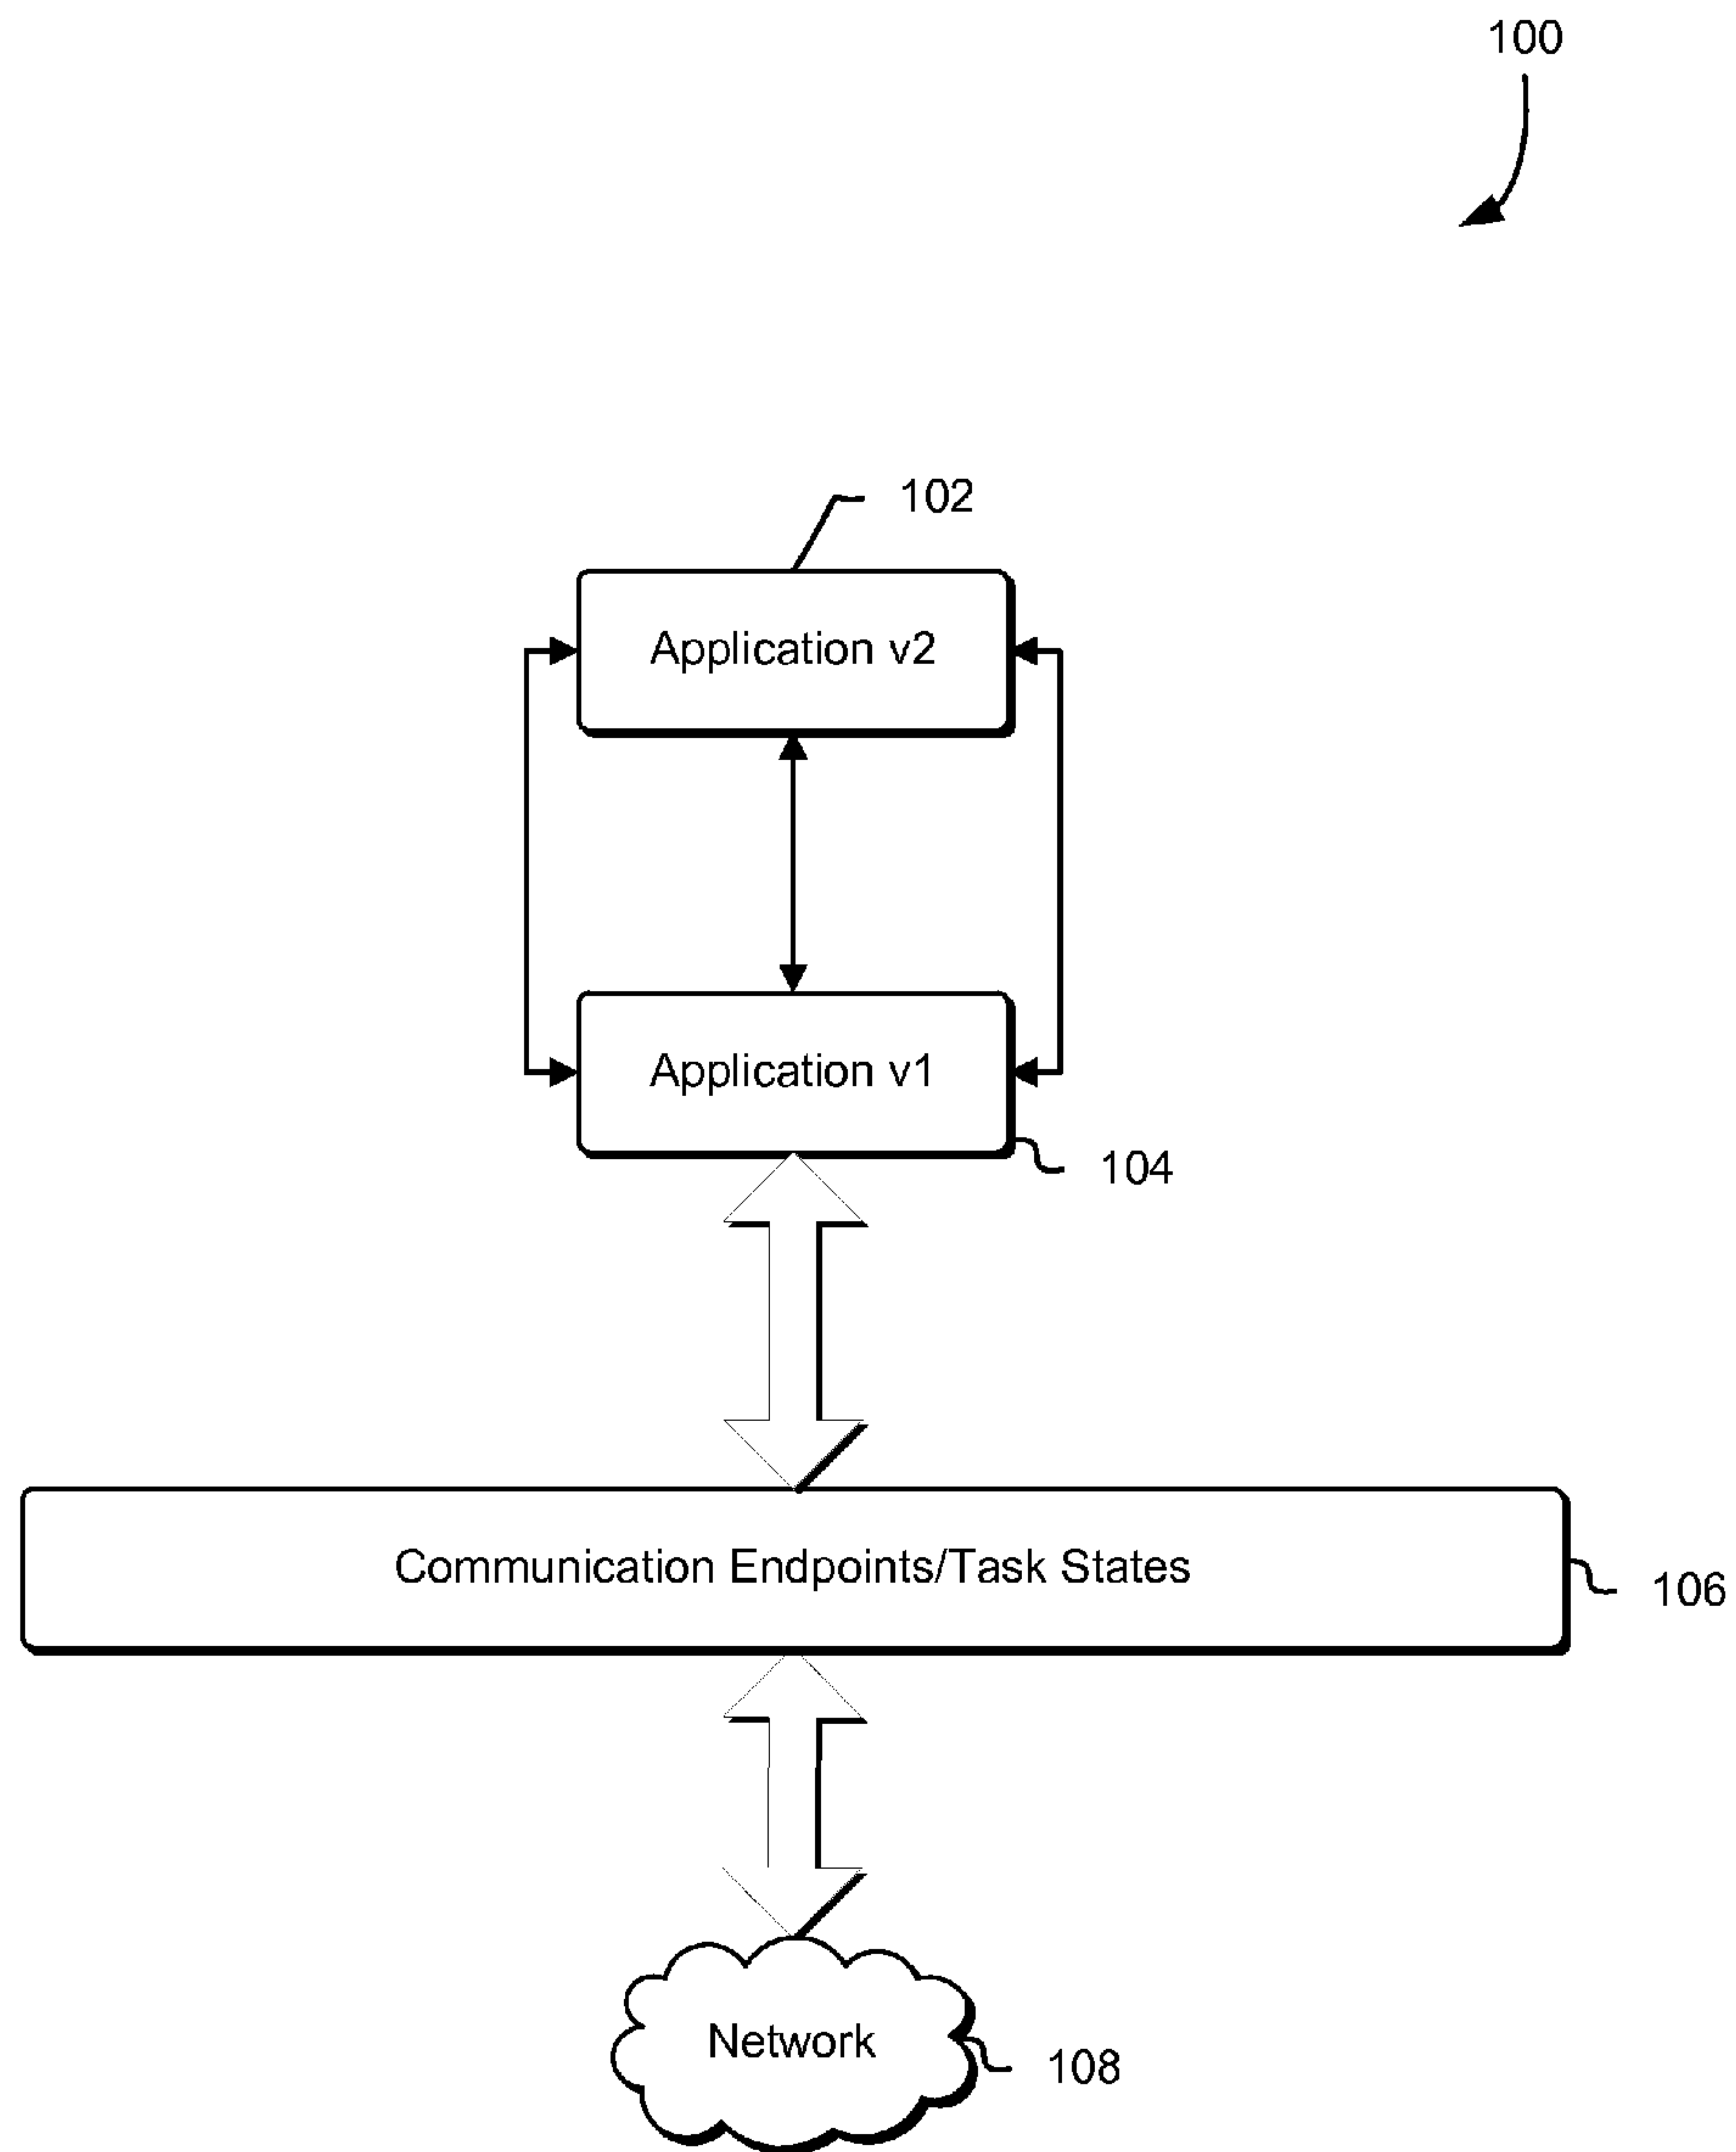 100
102
Application v2
Application v1
104
Communication Endpoints/Task States
106
Network
108